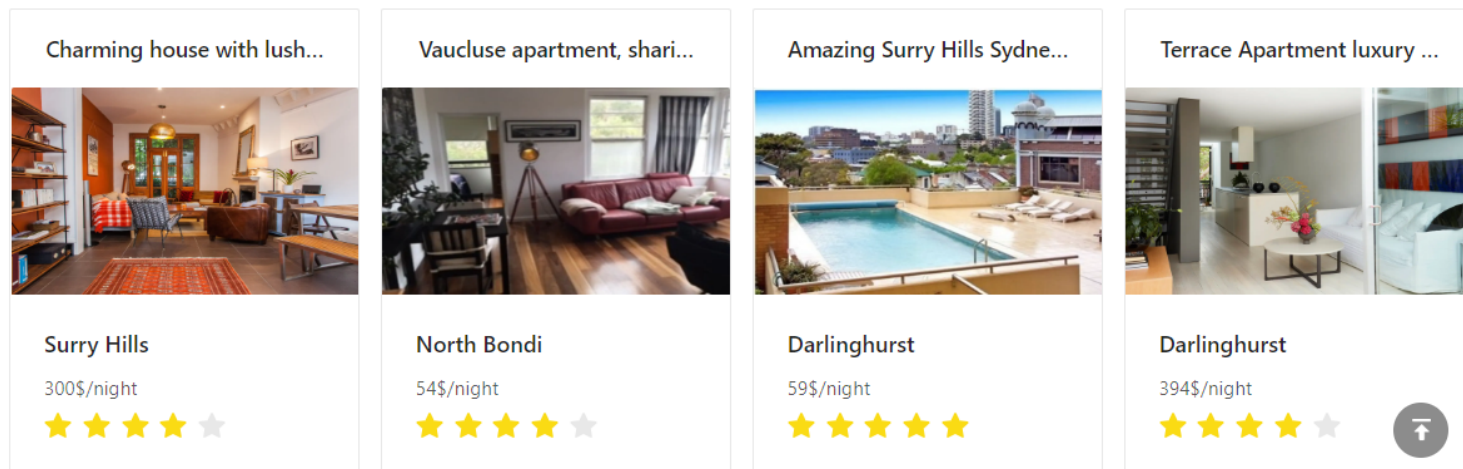 Charming house with lush...
Vaucluse apartment, shari...
Amazing Surry Hills Sydne...
Terrace Apartment luxury ...
Surry Hills
300$/night
North Bondi
54$/night
Darlinghurst
59$/night
Darlinghurst
394$/night